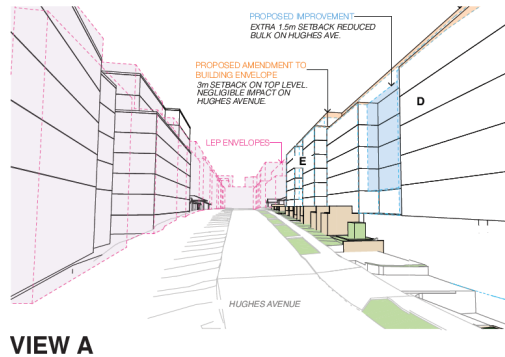 PROPOSED IMPROVEMENT
EXTRA 1.5m SETBACK REDUCED
BULK ON HUGHES AVE.
PROPOSED AMENDMENT TO
BUILDING ENVELOPE
3m SETBACK ON TOP LEVEL.
NEGLIGIBLE IMPACT ON
HUGHES AVENUE.
D
LEP ENVELOPES
E
HUGHES AVENUE
VIEW A